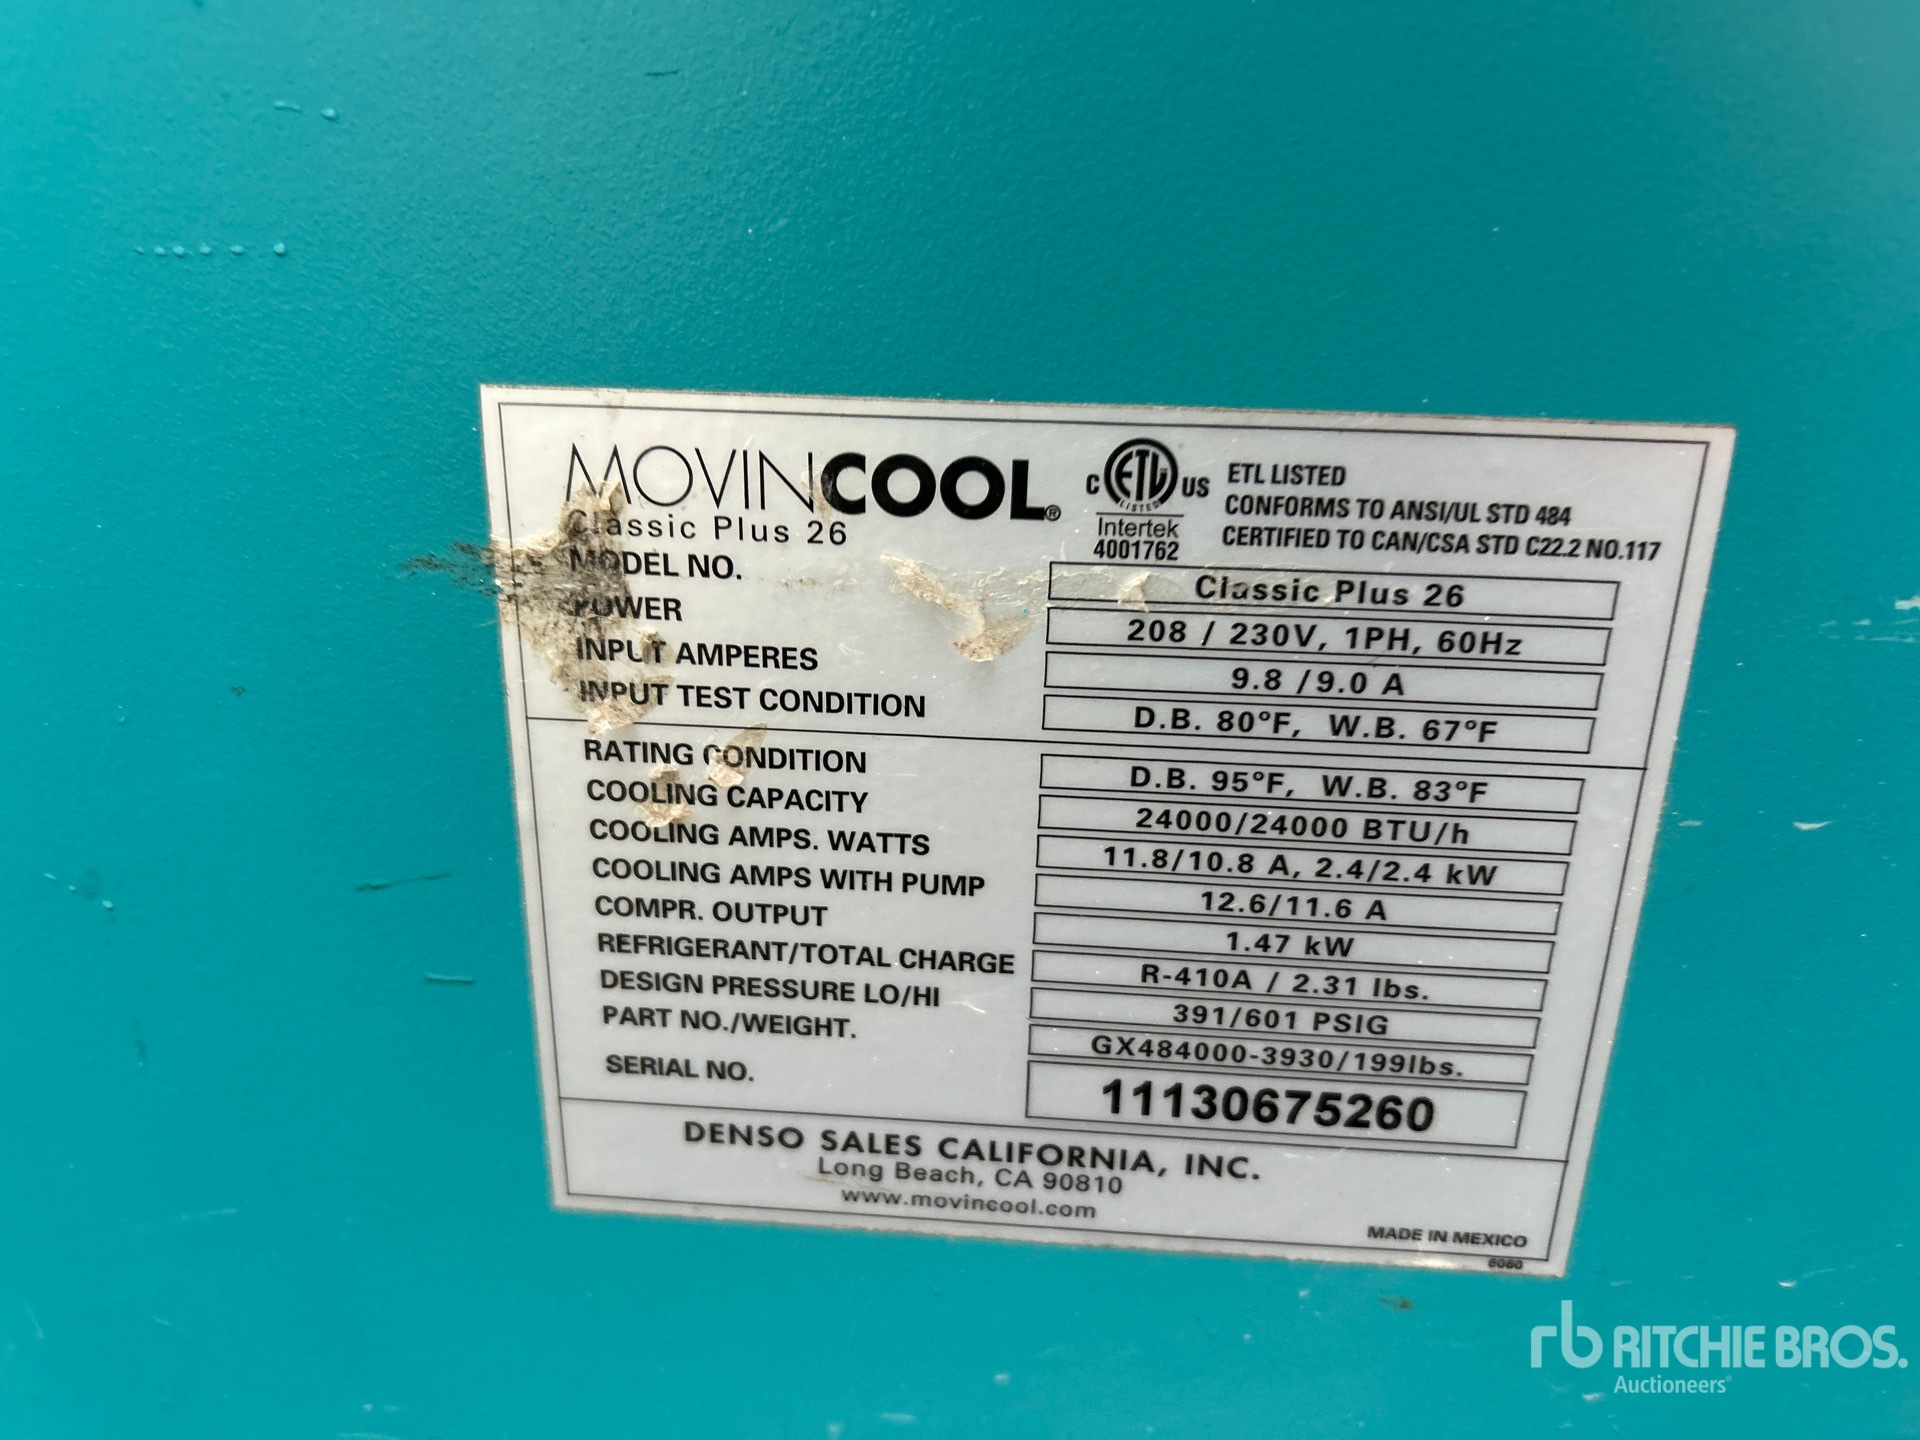 MOVINCOOL®
Classic Plus 26
C ETL LISTED US
Intertek
4001762
ETL LISTED
CONFORMS TO ANSI/UL STD 484
CERTIFIED TO CAN/CSA STD C22.2 NO.117
MODEL NO. Classic Plus 26
POWER 208 / 230V, 1PH, 60Hz
INPUT AMPERES 9.8 /9.0 A
INPUT TEST CONDITION D.B. 80°F, W.B. 67°F
RATING CONDITION D.B. 95°F, W.B. 83°F
COOLING CAPACITY 24000/24000 BTU/h
COOLING AMPS. WATTS 11.8/10.8 A, 2.4/2.4 kW
COOLING AMPS WITH PUMP 12.6/11.6 A
COMPR. OUTPUT 1.47 kW
REFRIGERANT/TOTAL CHARGE R-410A / 2.31 lbs.
DESIGN PRESSURE LO/HI 391/601 PSIG
PART NO./WEIGHT. GX484000-3930/199lbs.
SERIAL NO. 11130675260
DENSO SALES CALIFORNIA, INC.
Long Beach, CA 90810
www.movincool.com
MADE IN MEXICO
6060
rb RITCHIE BROS.
Auctioneers